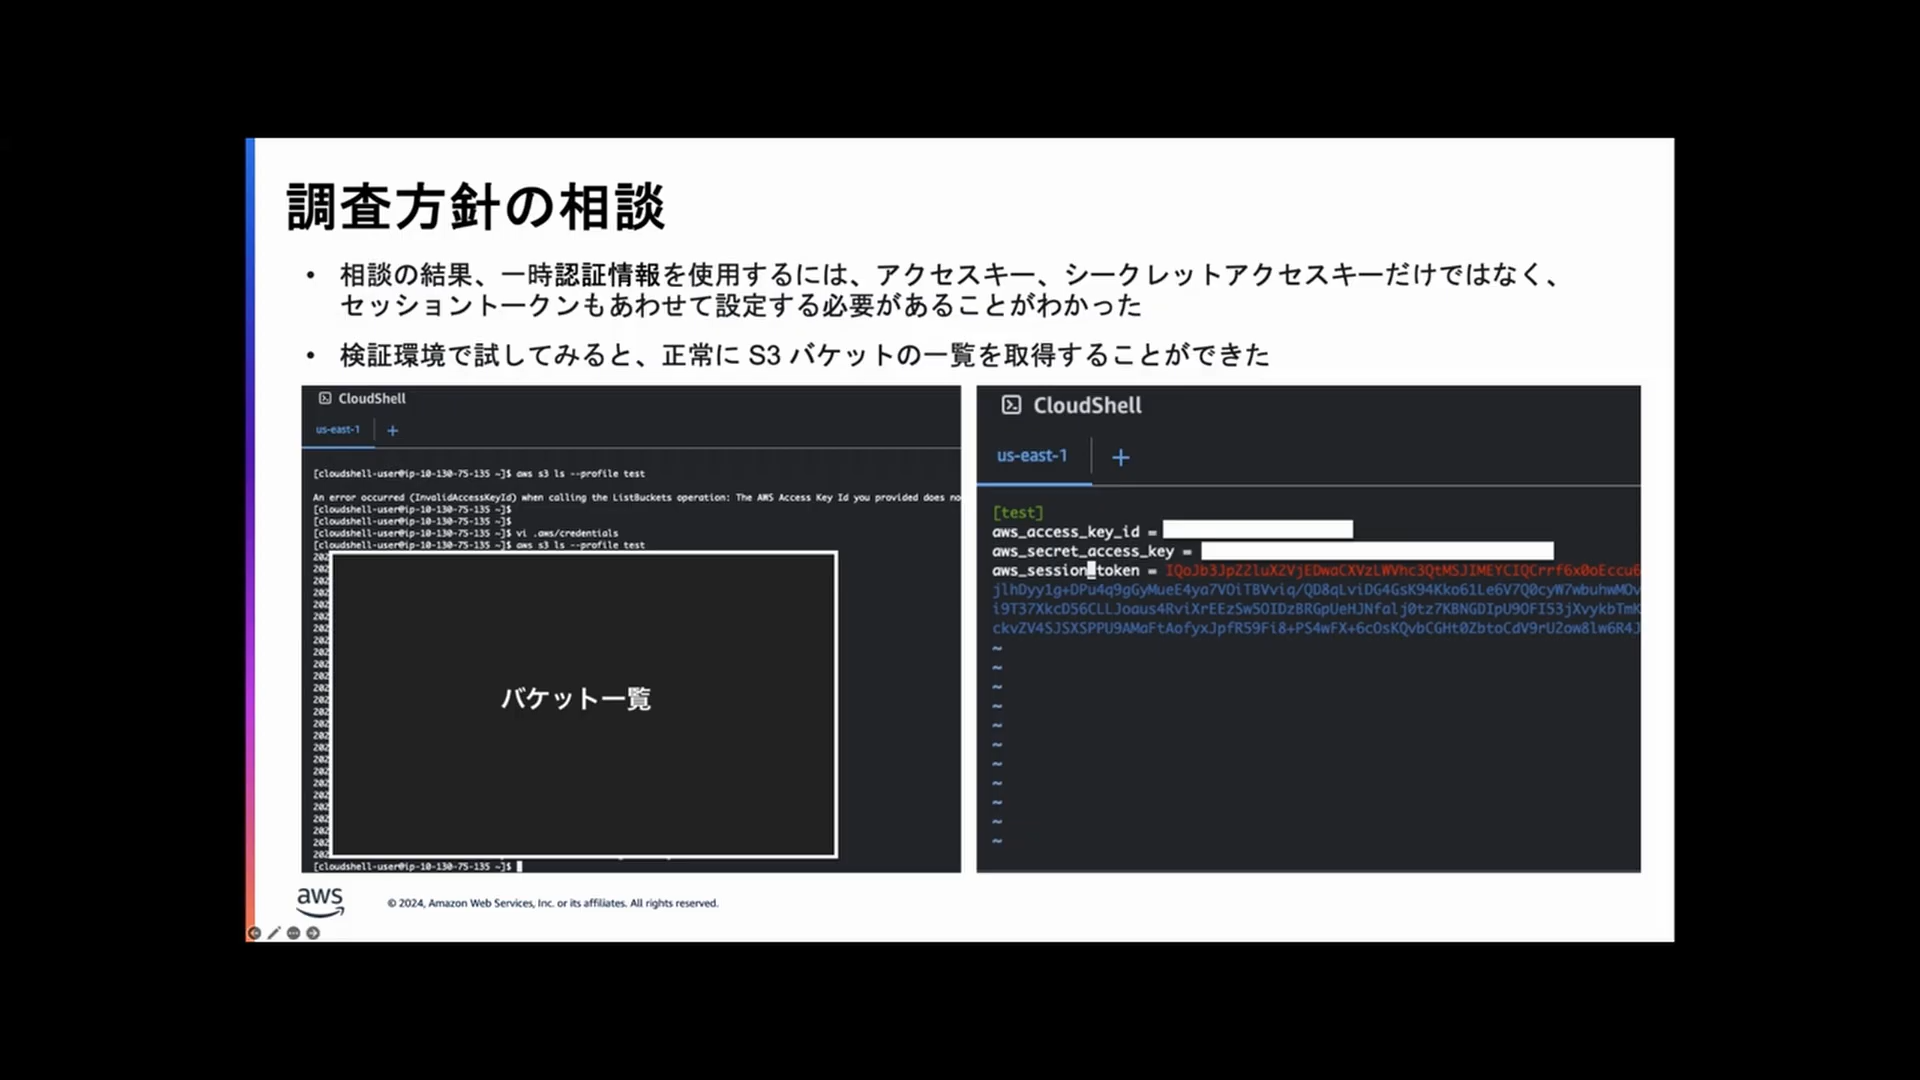 調査方針の相談
• 相談の結果、一時認証情報を使用するには、アクセスキー、シークレットアクセスキーだけではなく、
セッショントークンもあわせて設定する必要があることがわかった
• 検証環境で試してみると、正常に S3 バケットの一覧を取得することができた
CloudShell
us-east-1 +
[cloudshell-user@ip-10-130-75-135 ~]$ aws s3 ls --profile test
An error occurred (InvalidAccessKeyId) when calling the ListBuckets operation: The AWS Access Key Id you provided does no
[cloudshell-user@ip-10-130-75-135 ~]$
[cloudshell-user@ip-10-130-75-135 ~]$
[cloudshell-user@ip-10-130-75-135 ~]$ vi .aws/credentials
[cloudshell-user@ip-10-130-75-135 ~]$ aws s3 ls --profile test
バケット一覧
[cloudshell-user@ip-10-130-75-135 ~]$
CloudShell
us-east-1 +
[test]
aws_access_key_id =
aws_secret_access_key =
aws_session_token =
aws
© 2024, Amazon Web Services, Inc. or its affiliates. All rights reserved.